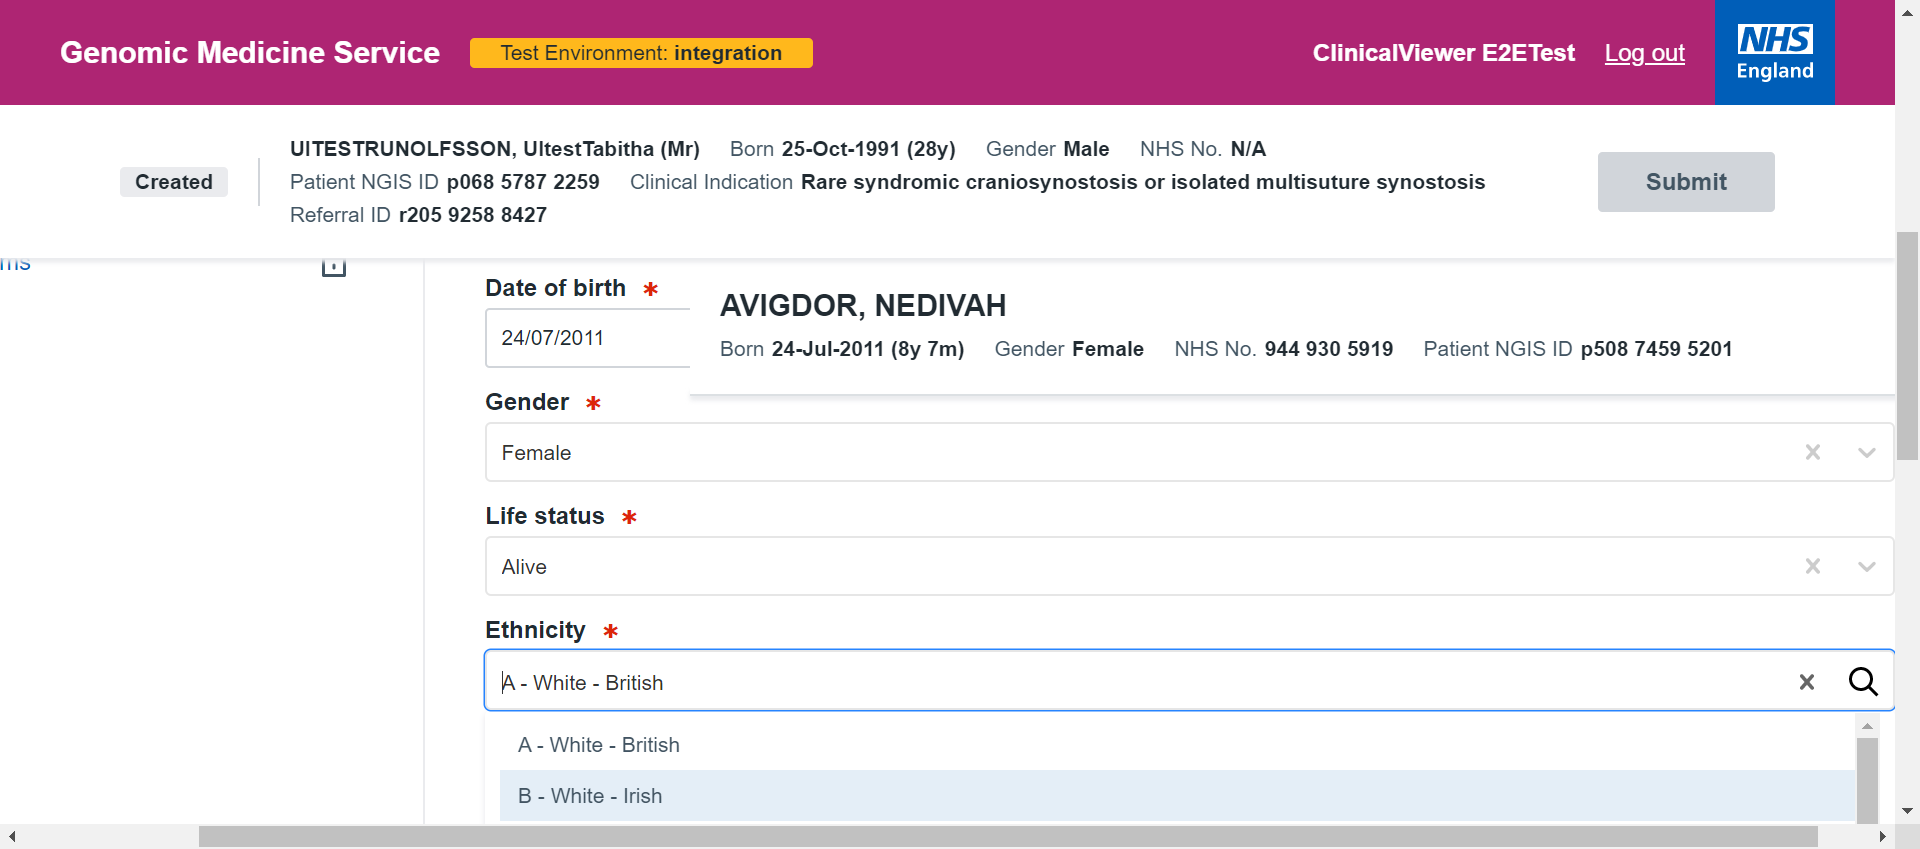 Genomic Medicine Service Test Environment: integration ClinicalViewer E2ETest Log out NHS
England
UITESTRUNOLFSSON, UItestTabitha (Mr) Born 25-Oct-1991 (28y) Gender Male NHS No. N/A
Created Patient NGIS ID p068 5787 2259 Clinical Indication Rare syndromic craniosynostosis or isolated multisuture synostosis Submit
Referral ID r205 9258 8427
Date of birth *
24/07/2011
AVIGDOR, NEDIVAH
Born 24-Jul-2011 (8y 7m) Gender Female NHS No. 944 930 5919 Patient NGIS ID p508 7459 5201
Gender *
Female
Life status *
Alive
Ethnicity *
A - White - British
A - White - British
B - White - Irish